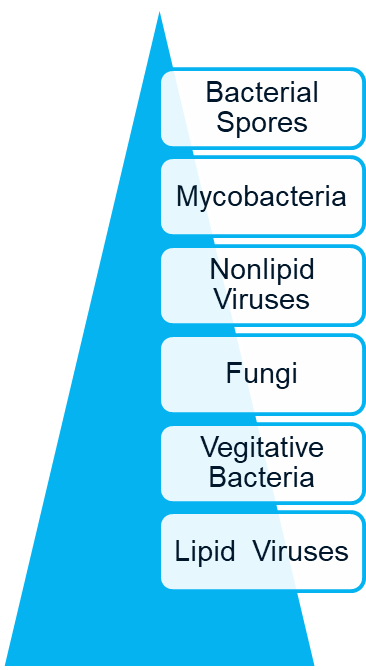 Bacterial
Spores
Mycobacteria
Nonlipid
Viruses
Fungi
Vegitative
Bacteria
Lipid  Viruses